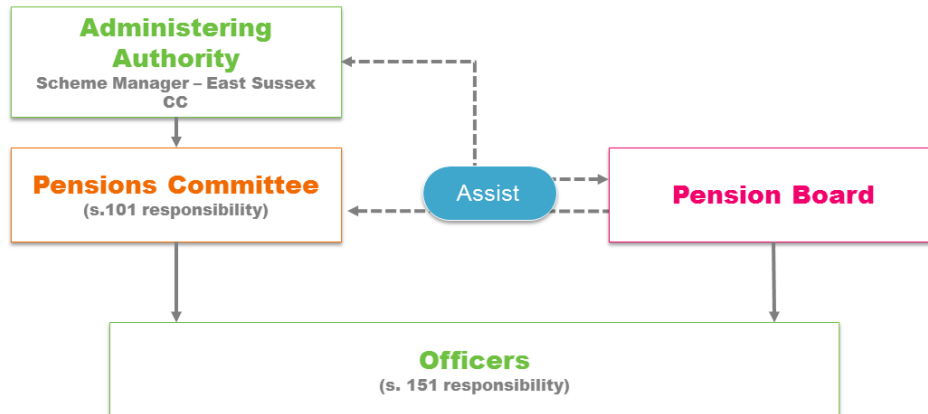 Administering
Authority
Scheme Manager – East Sussex
CC
Pensions Committee
(s.101 responsibility)
Assist
Pension Board
Officers
(s. 151 responsibility)